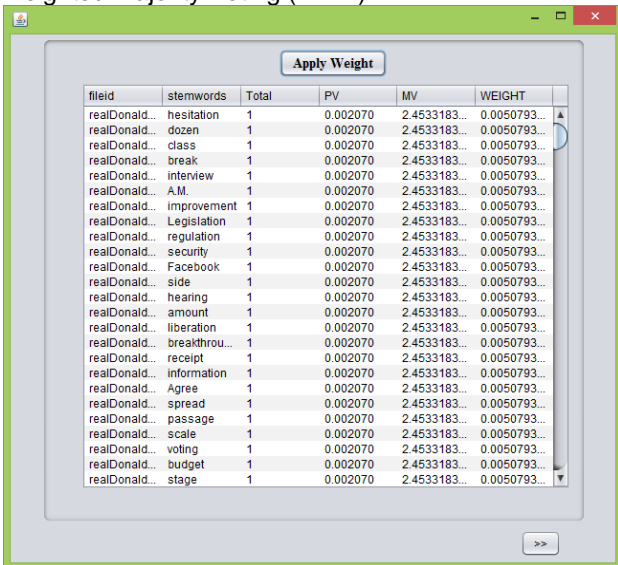 Apply Weight
fileid stemwords Total PV MV WEIGHT
realDonald... hesitation 1 0.002070 2.4533183... 0.0050793...
realDonald... dozen 1 0.002070 2.4533183... 0.0050793...
realDonald... class 1 0.002070 2.4533183... 0.0050793...
realDonald... break 1 0.002070 2.4533183... 0.0050793...
realDonald... interview 1 0.002070 2.4533183... 0.0050793...
realDonald... A.M. 1 0.002070 2.4533183... 0.0050793...
realDonald... improvement 1 0.002070 2.4533183... 0.0050793...
realDonald... Legislation 1 0.002070 2.4533183... 0.0050793...
realDonald... regulation 1 0.002070 2.4533183... 0.0050793...
realDonald... security 1 0.002070 2.4533183... 0.0050793...
realDonald... Facebook 1 0.002070 2.4533183... 0.0050793...
realDonald... side 1 0.002070 2.4533183... 0.0050793...
realDonald... hearing 1 0.002070 2.4533183... 0.0050793...
realDonald... amount 1 0.002070 2.4533183... 0.0050793...
realDonald... liberation 1 0.002070 2.4533183... 0.0050793...
realDonald... breakthrou... 1 0.002070 2.4533183... 0.0050793...
realDonald... receipt 1 0.002070 2.4533183... 0.0050793...
realDonald... information 1 0.002070 2.4533183... 0.0050793...
realDonald... Agree 1 0.002070 2.4533183... 0.0050793...
realDonald... spread 1 0.002070 2.4533183... 0.0050793...
realDonald... passage 1 0.002070 2.4533183... 0.0050793...
realDonald... scale 1 0.002070 2.4533183... 0.0050793...
realDonald... voting 1 0.002070 2.4533183... 0.0050793...
realDonald... budget 1 0.002070 2.4533183... 0.0050793...
realDonald... stage 1 0.002070 2.4533183... 0.0050793...
>>